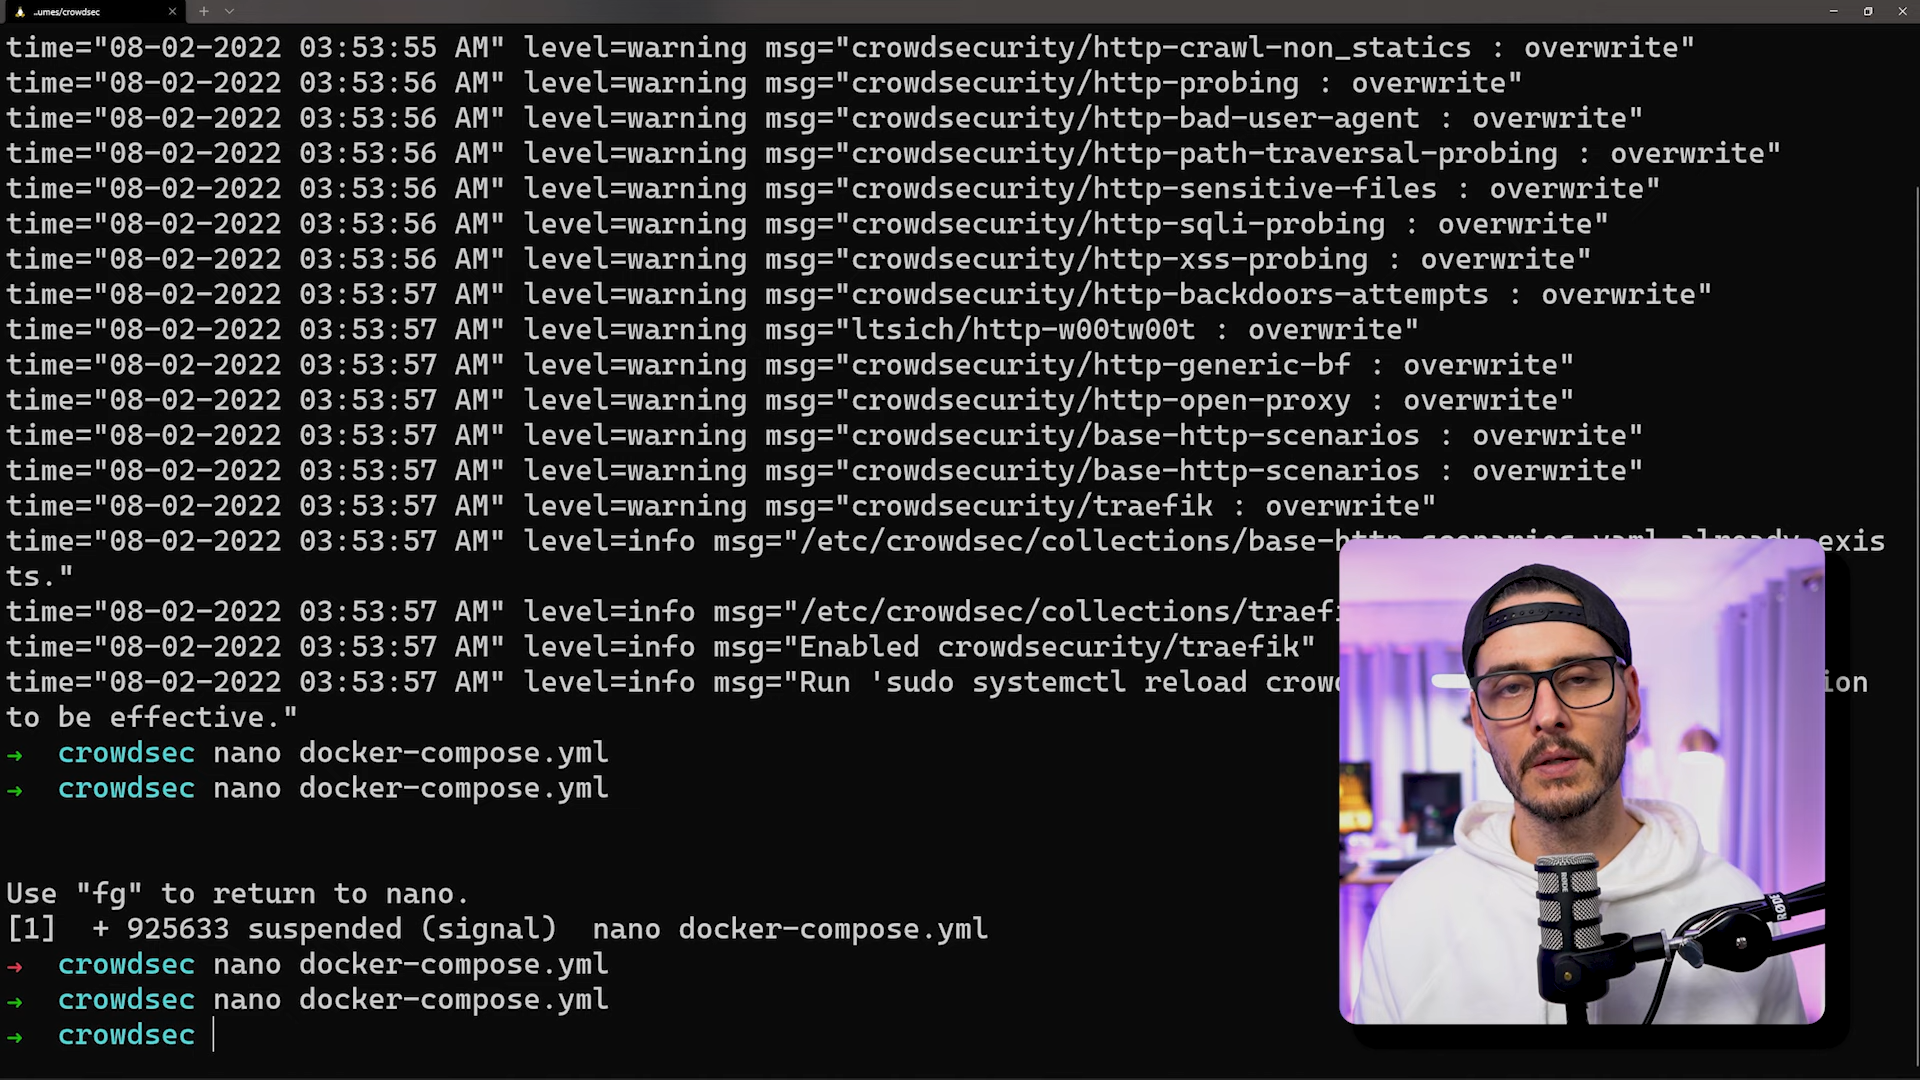 ..umes/crowdsec
time="08-02-2022 03:53:55 AM" level=warning msg="crowdsecurity/http-crawl-non_statics : overwrite"
time="08-02-2022 03:53:56 AM" level=warning msg="crowdsecurity/http-probing : overwrite"
time="08-02-2022 03:53:56 AM" level=warning msg="crowdsecurity/http-bad-user-agent : overwrite"
time="08-02-2022 03:53:56 AM" level=warning msg="crowdsecurity/http-path-traversal-probing : overwrite"
time="08-02-2022 03:53:56 AM" level=warning msg="crowdsecurity/http-sensitive-files : overwrite"
time="08-02-2022 03:53:56 AM" level=warning msg="crowdsecurity/http-sqli-probing : overwrite"
time="08-02-2022 03:53:56 AM" level=warning msg="crowdsecurity/http-xss-probing : overwrite"
time="08-02-2022 03:53:57 AM" level=warning msg="crowdsecurity/http-backdoors-attempts : overwrite"
time="08-02-2022 03:53:57 AM" level=warning msg="ltsich/http-w00tw00t : overwrite"
time="08-02-2022 03:53:57 AM" level=warning msg="crowdsecurity/http-generic-bf : overwrite"
time="08-02-2022 03:53:57 AM" level=warning msg="crowdsecurity/http-open-proxy : overwrite"
time="08-02-2022 03:53:57 AM" level=warning msg="crowdsecurity/base-http-scenarios : overwrite"
time="08-02-2022 03:53:57 AM" level=warning msg="crowdsecurity/base-http-scenarios : overwrite"
time="08-02-2022 03:53:57 AM" level=warning msg="crowdsecurity/traefik : overwrite"
time="08-02-2022 03:53:57 AM" level=info msg="/etc/crowdsec/collections/base-http-scenarios.yaml already exis
ts."
time="08-02-2022 03:53:57 AM" level=info msg="/etc/crowdsec/collections/traefi
time="08-02-2022 03:53:57 AM" level=info msg="Enabled crowdsecurity/traefik"
time="08-02-2022 03:53:57 AM" level=info msg="Run 'sudo systemctl reload crow ion
to be effective."
→ crowdsec nano docker-compose.yml
→ crowdsec nano docker-compose.yml
Use "fg" to return to nano.
[1]  + 925633 suspended (signal)  nano docker-compose.yml
→ crowdsec nano docker-compose.yml
→ crowdsec nano docker-compose.yml
→ crowdsec
RØDE